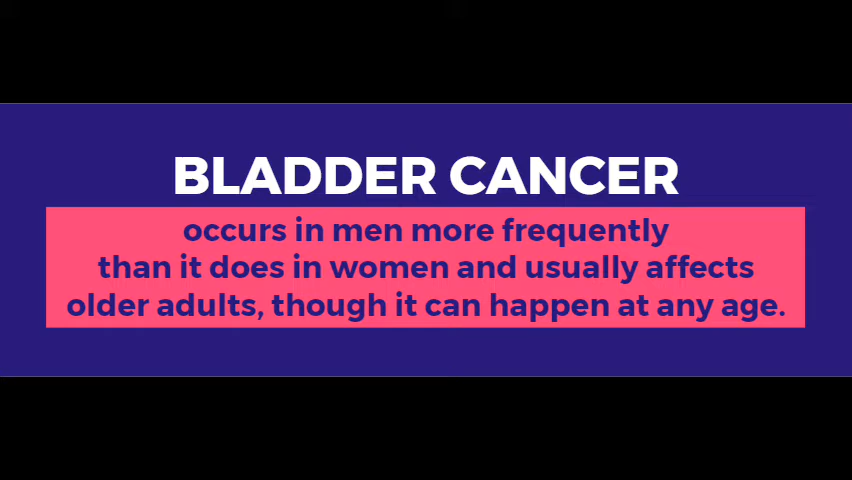 BLADDER CANCER
occurs in men more frequently
than it does in women and usually affects
older adults, though it can happen at any age.